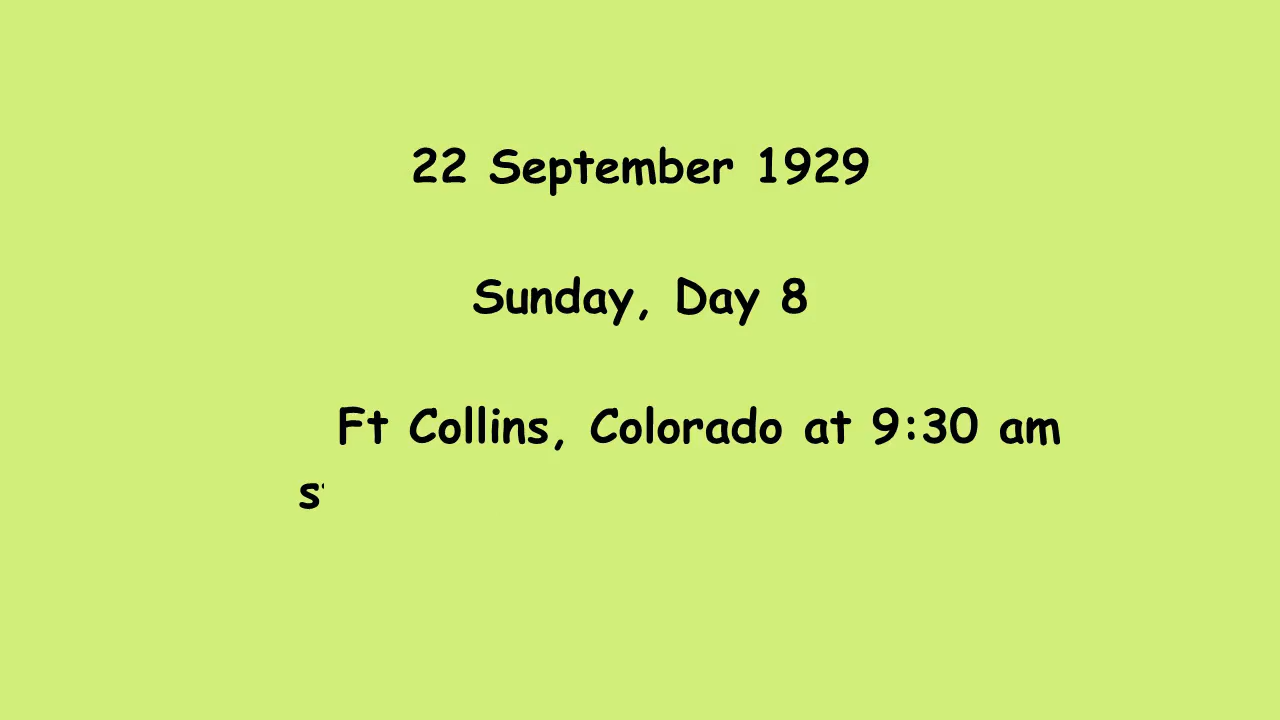 22 September 1929
Sunday, Day 8
Ft Collins, Colorado at 9:30 am